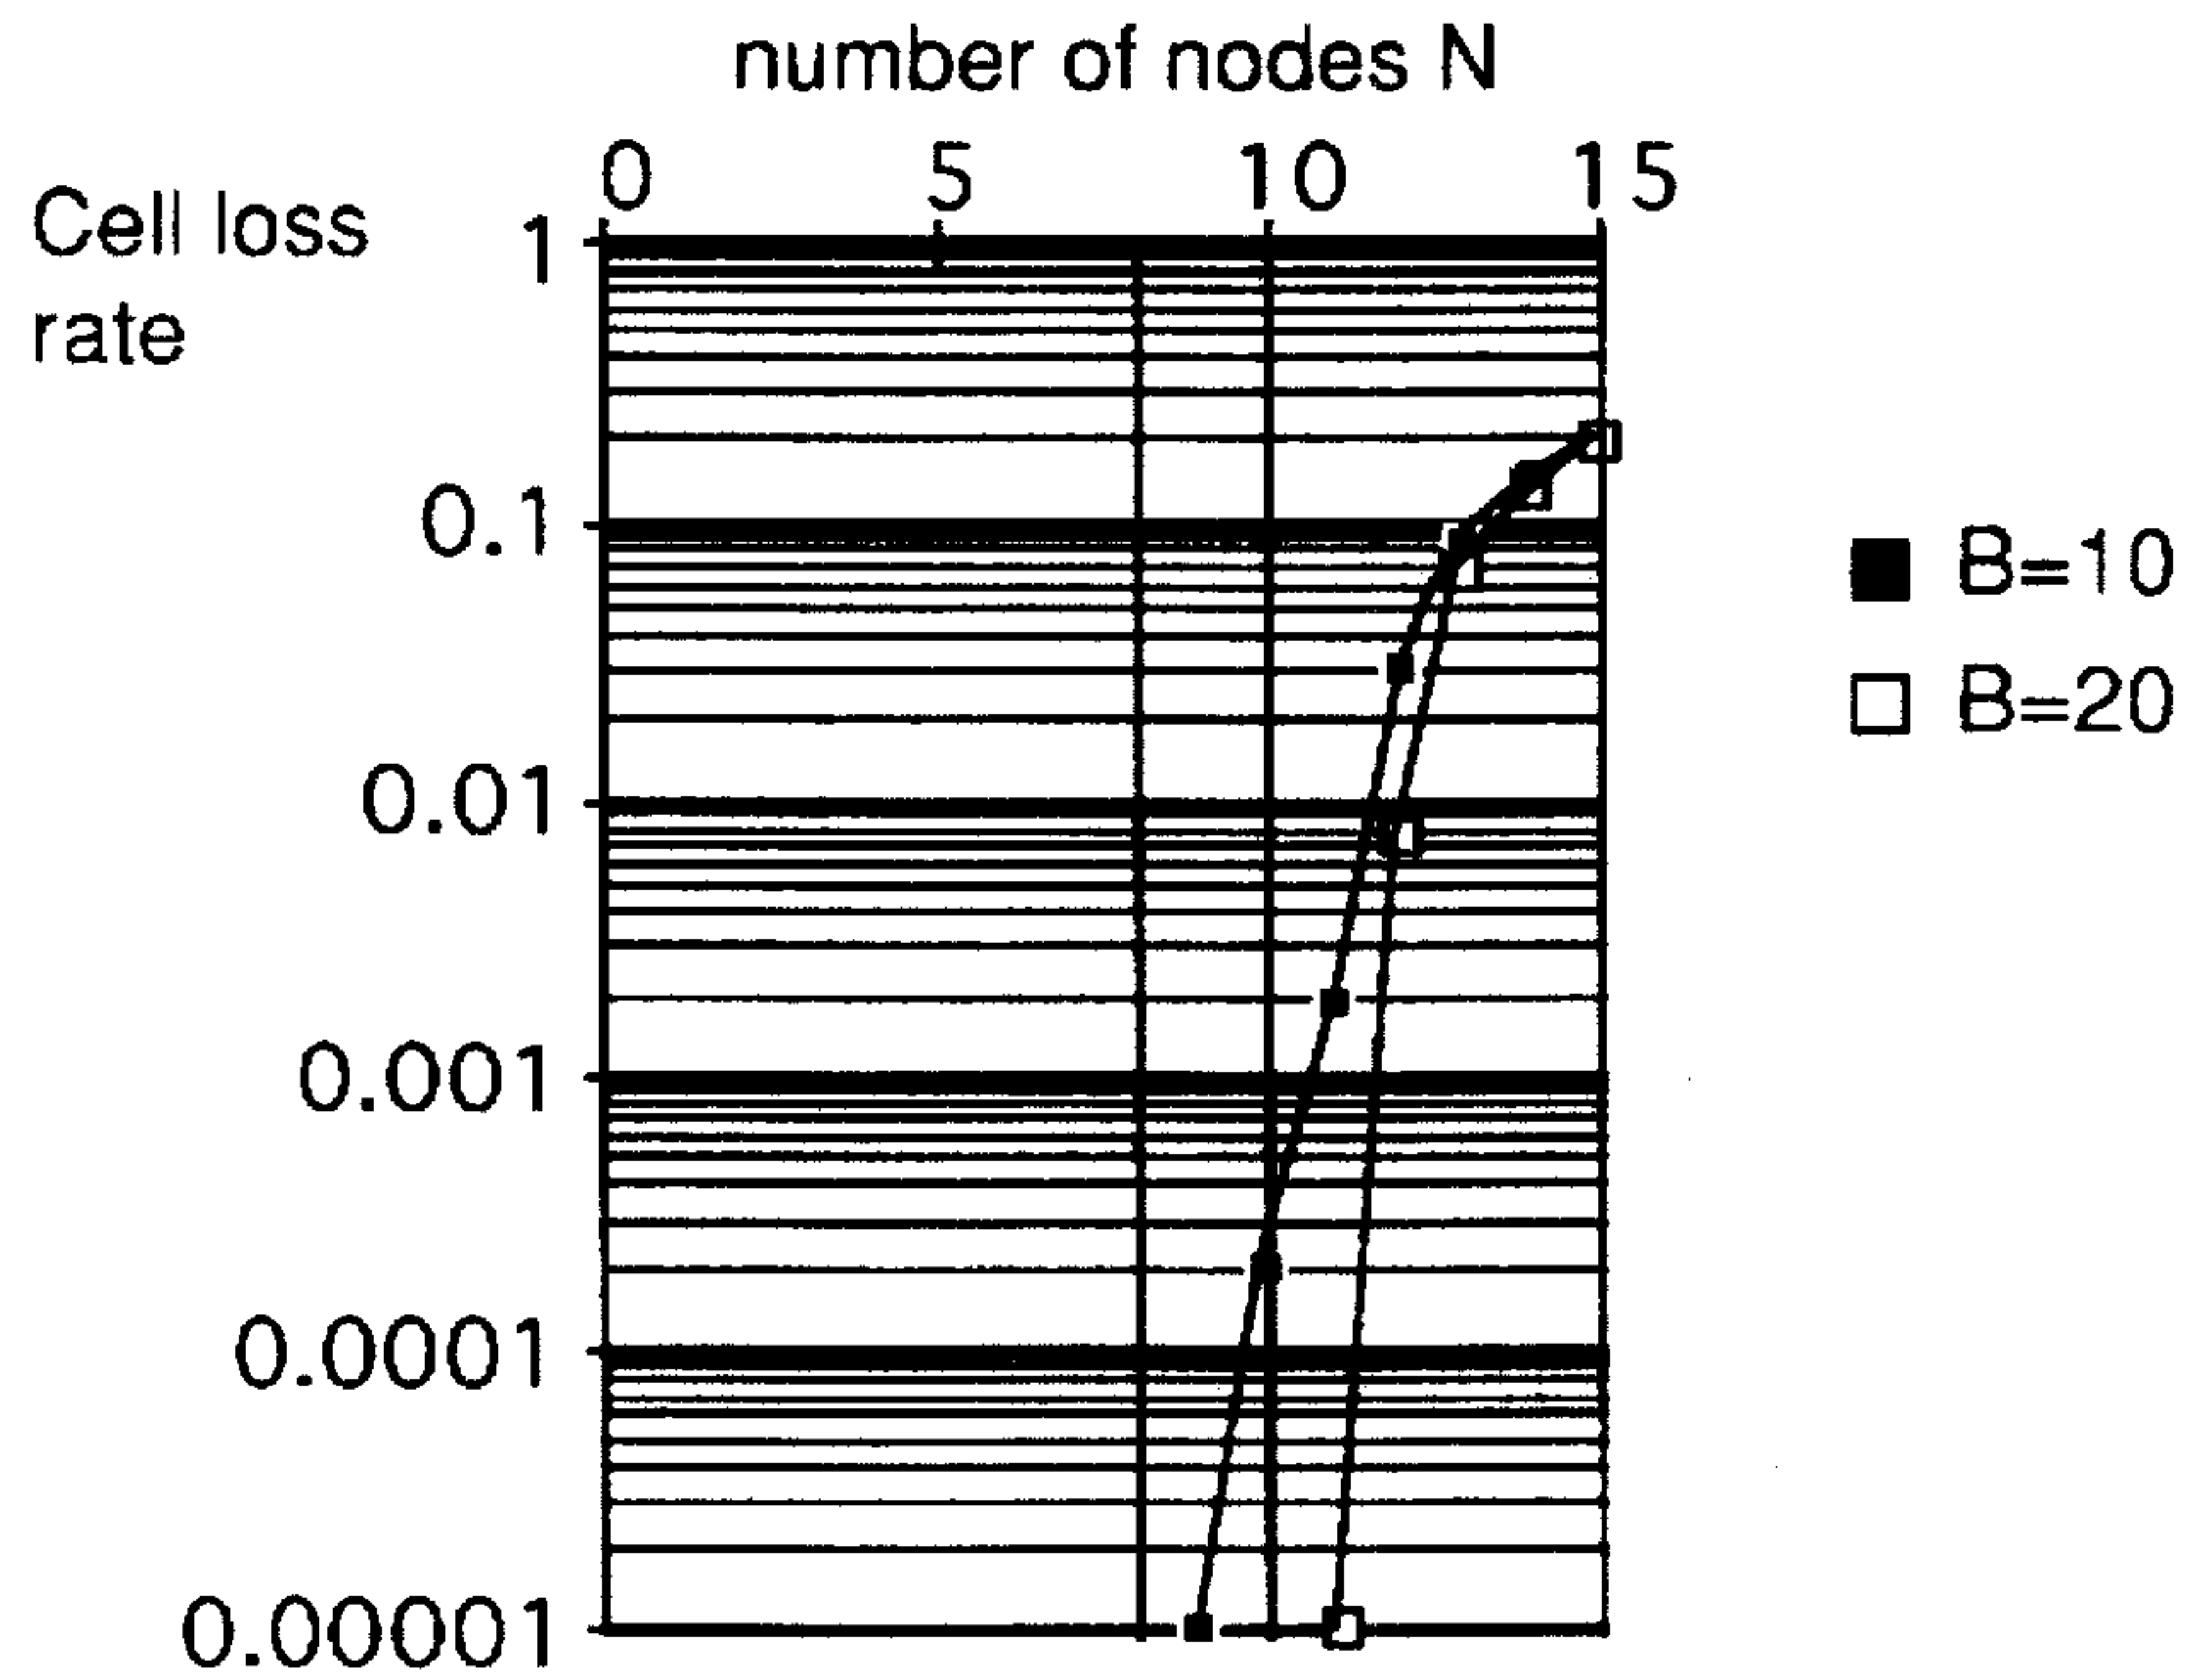 number of nodes N
0 5 10 15
Cell loss
rate
1
0.1
0.01
0.001
0.0001
0.00001
B=10
B=20